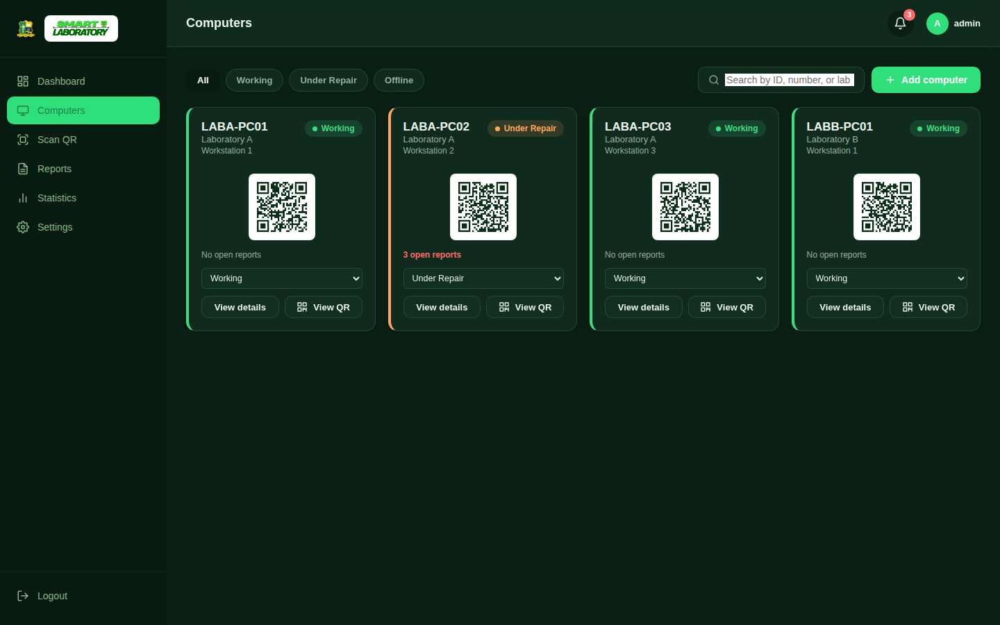 SMART
LABORATORY
Computers
3
A
admin
Dashboard
Computers
Scan QR
Reports
Statistics
Settings
Logout
All
Working
Under Repair
Offline
Search by ID, number, or lab
Add computer
LABA-PC01
Working
Laboratory A
Workstation 1
No open reports
Working
View details
View QR
LABA-PC02
Under Repair
Laboratory A
Workstation 2
3 open reports
Under Repair
View details
View QR
LABA-PC03
Working
Laboratory A
Workstation 3
No open reports
Working
View details
View QR
LABB-PC01
Working
Laboratory B
Workstation 1
No open reports
Working
View details
View QR